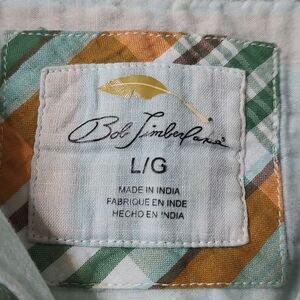 Bob Timberlake®
L/G
MADE IN INDIA
FABRIQUE EN INDE
HECHO EN INDIA